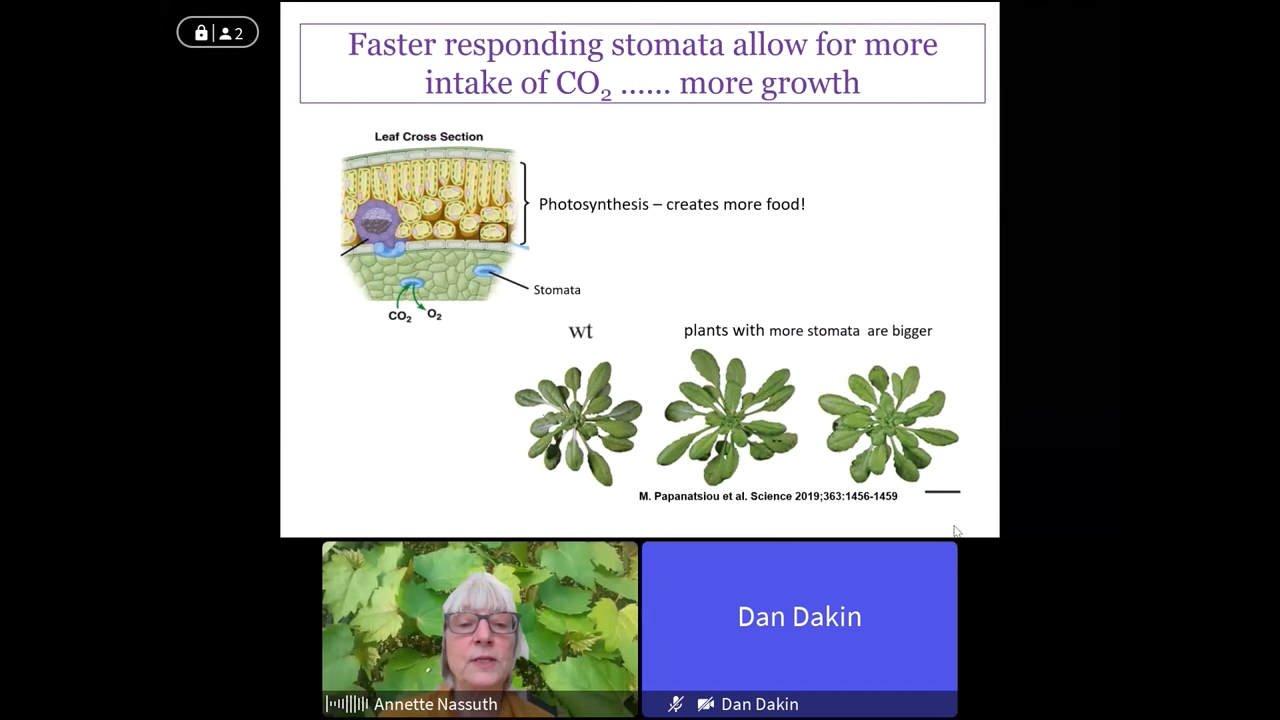 2
Faster responding stomata allow for more
intake of CO₂ ...... more growth
Leaf Cross Section
Photosynthesis – creates more food!
Stomata
CO₂ O₂
wt
plants with more stomata are bigger
M. Papanatsiou et al. Science 2019;363:1456-1459
Dan Dakin
Annette Nassuth
Dan Dakin